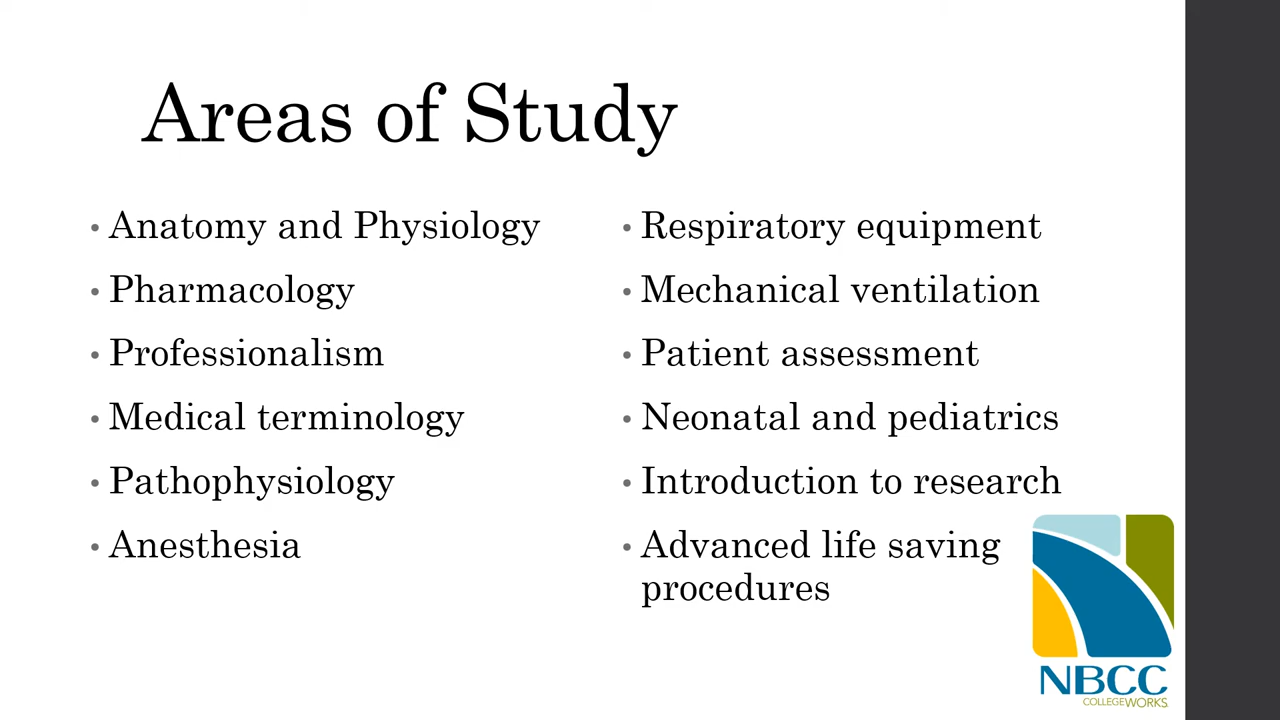 Areas of Study
• Anatomy and Physiology
• Pharmacology
• Professionalism
• Medical terminology
• Pathophysiology
• Anesthesia
• Respiratory equipment
• Mechanical ventilation
• Patient assessment
• Neonatal and pediatrics
• Introduction to research
• Advanced life saving
procedures
NBCC
COLLEGEWORKS